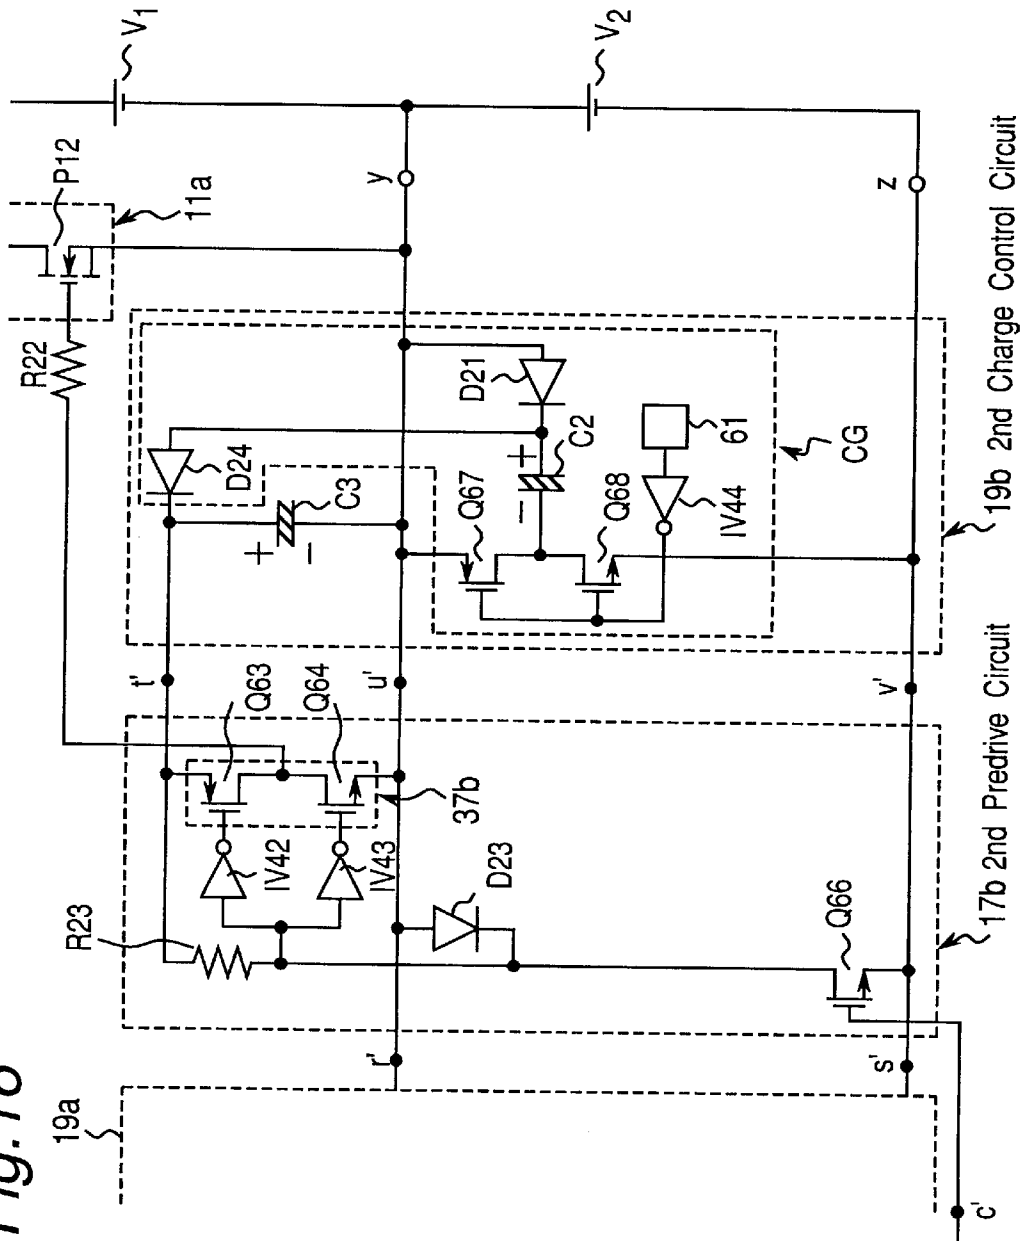 Fig.
19a
R22
P12
V1
t'
R23
11a
D24
Q63
IV42
Q64
C3
+
-
r'
IV43
u'
y
37b
D23
Q67
D21
+
-
C2
V2
Q68
IV44
61
Q66
CG
s'
v'
z
c'
17b 2nd Predrive Circuit
19b 2nd Charge Control Circuit